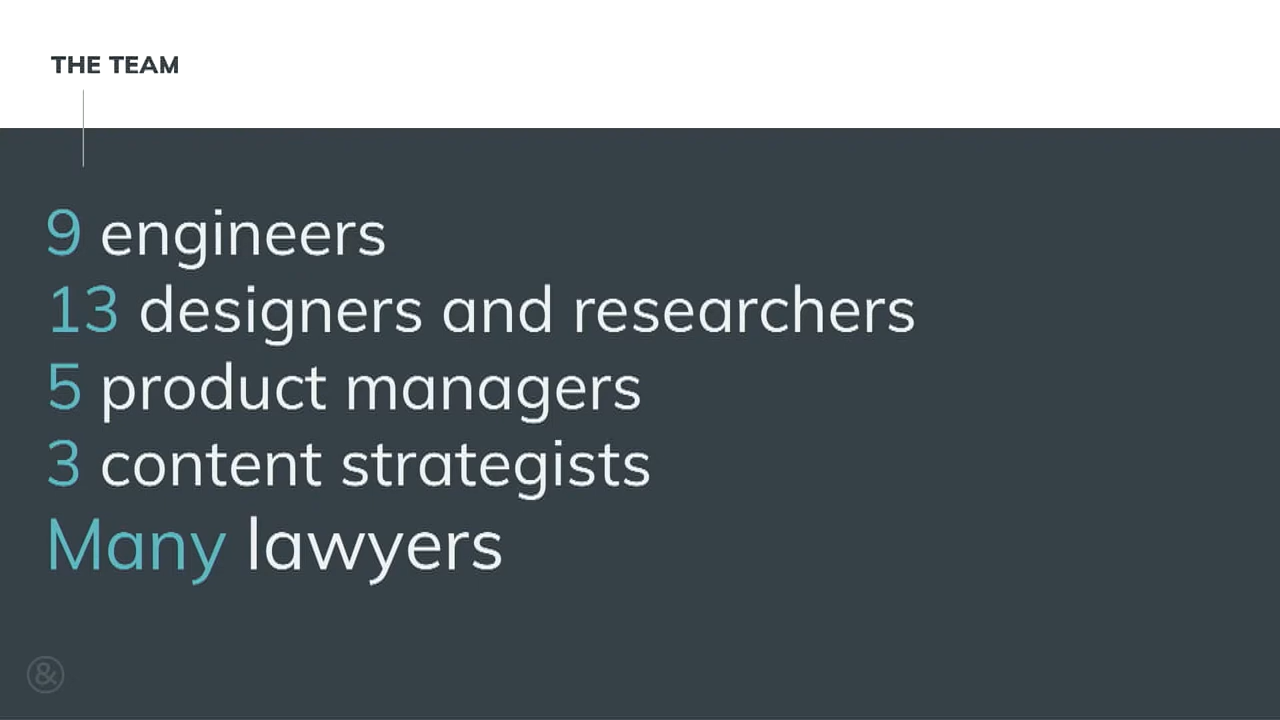 THE TEAM
9 engineers
13 designers and researchers
5 product managers
3 content strategists
Many lawyers
&